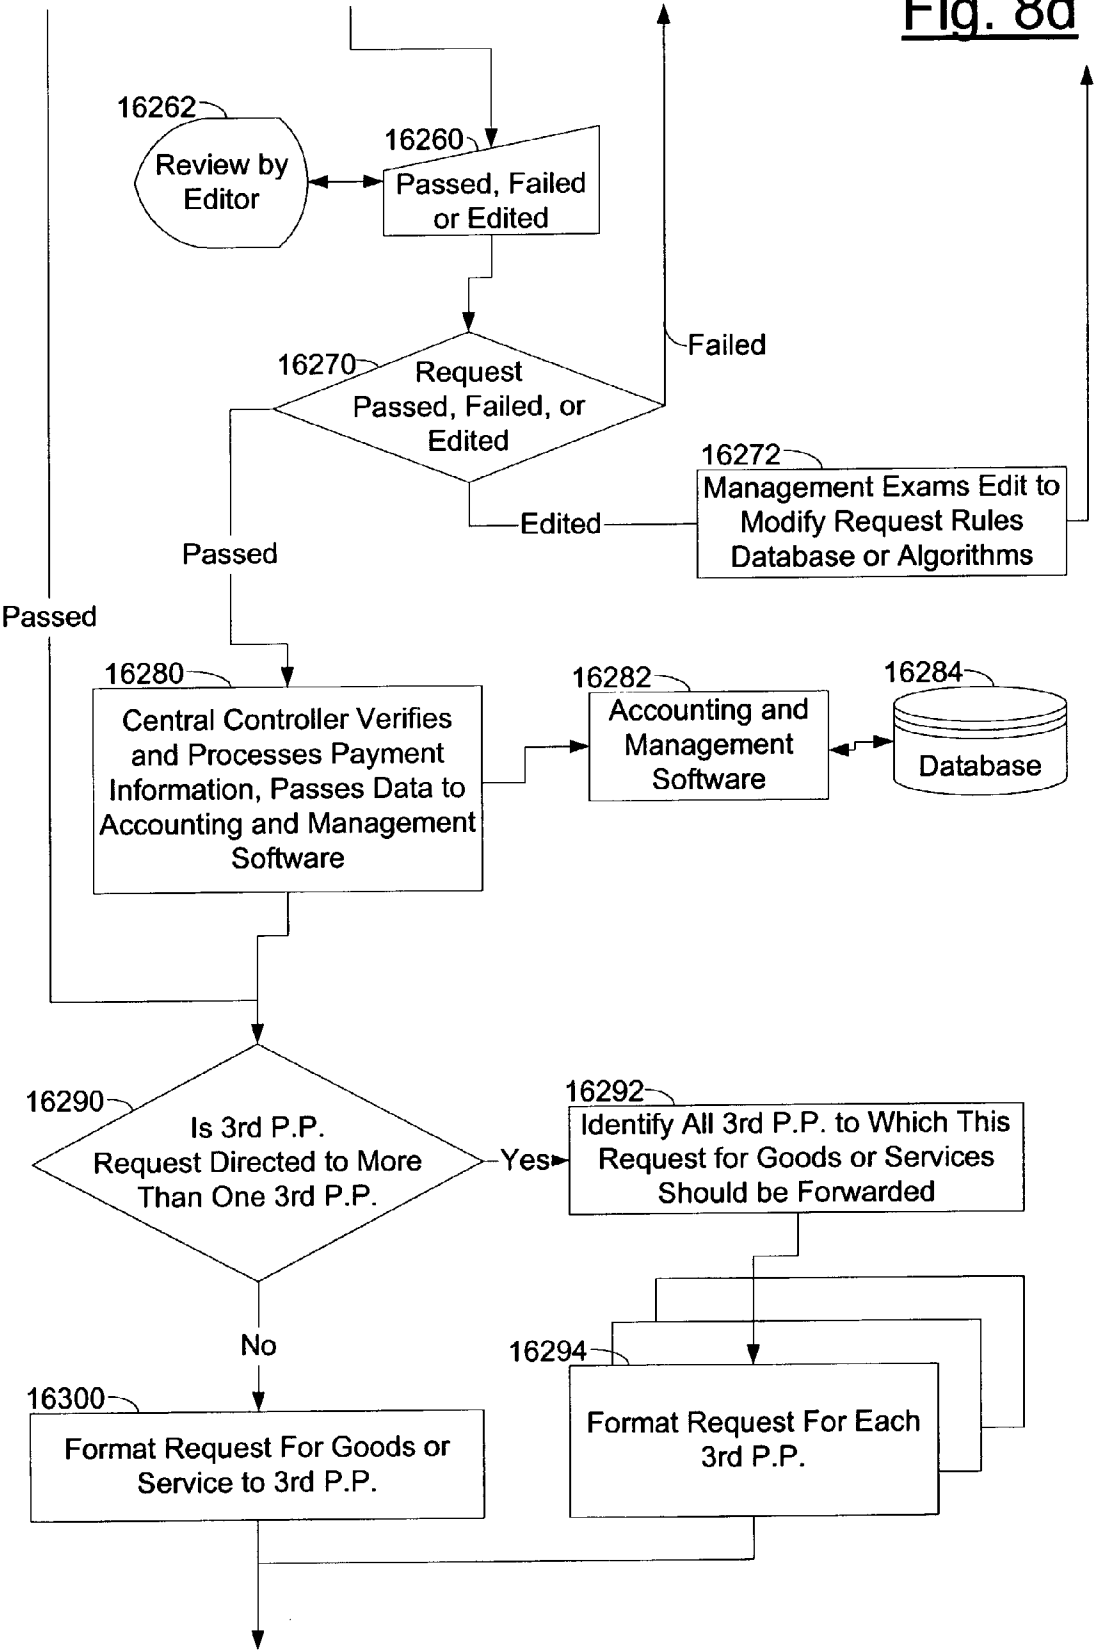 Fig. 8d
16262
Review by
Editor
16260
Passed, Failed
or Edited
Failed
16270
Request
Passed, Failed, or
Edited
16272
Management Exams Edit to
Modify Request Rules
Database or Algorithms
Edited
Passed
Passed
16280
Central Controller Verifies
and Processes Payment
Information, Passes Data to
Accounting and Management
Software
16282
Accounting and
Management
Software
16284
Database
16290
Is 3rd P.P.
Request Directed to More
Than One 3rd P.P.
Yes
16292
Identify All 3rd P.P. to Which This
Request for Goods or Services
Should be Forwarded
No
16294
Format Request For Each
3rd P.P.
16300
Format Request For Goods or
Service to 3rd P.P.